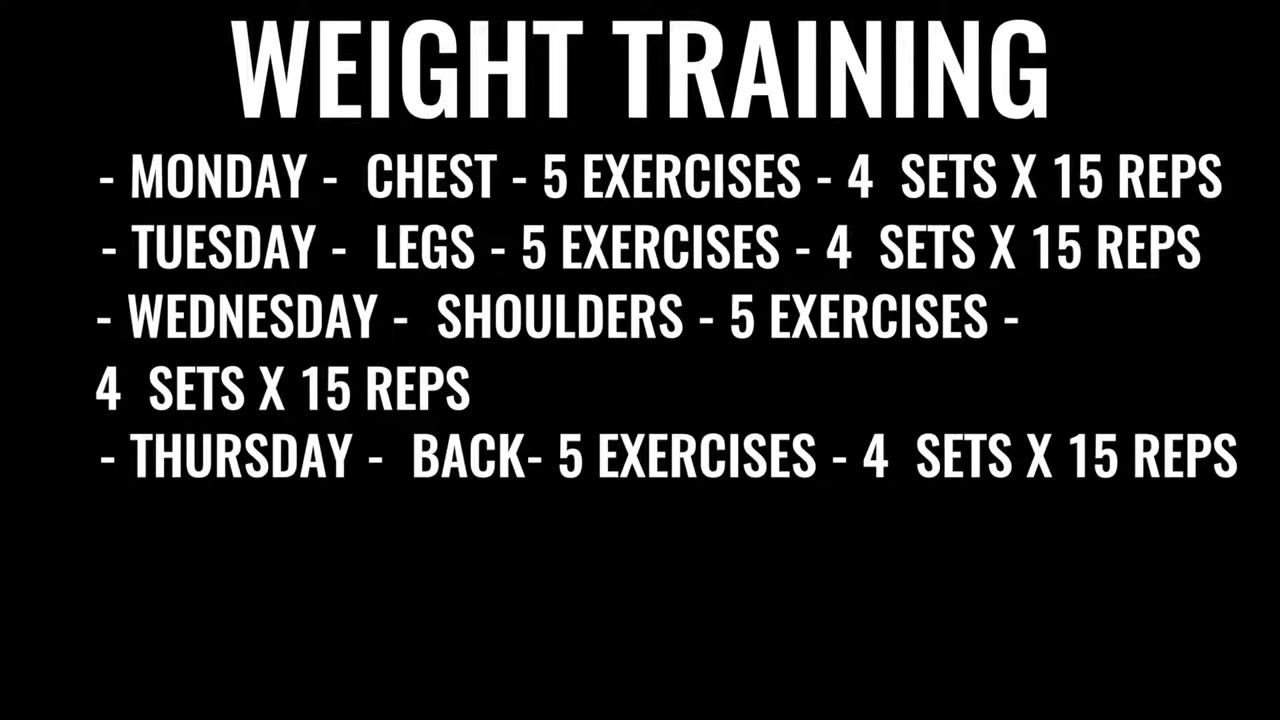 WEIGHT TRAINING
- MONDAY - CHEST - 5 EXERCISES - 4 SETS X 15 REPS
- TUESDAY - LEGS - 5 EXERCISES - 4 SETS X 15 REPS
- WEDNESDAY - SHOULDERS - 5 EXERCISES -
4 SETS X 15 REPS
- THURSDAY - BACK- 5 EXERCISES - 4 SETS X 15 REPS